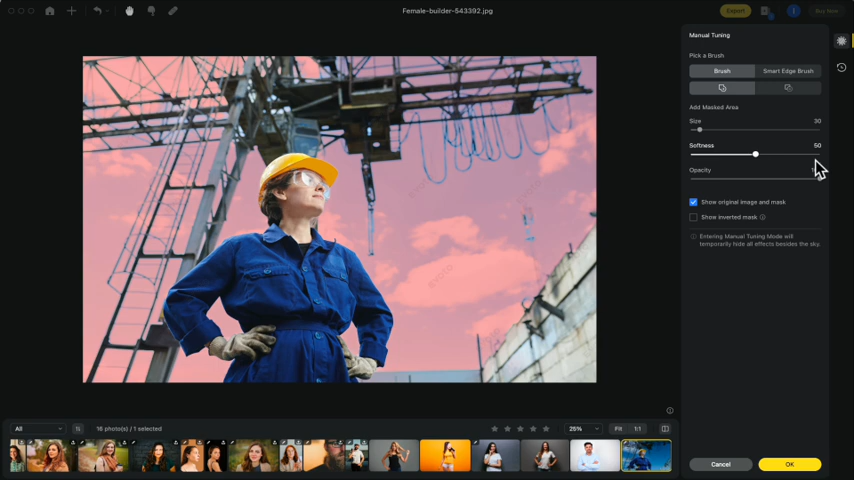 Female-builder-543392.jpg
Export
Buy Now
Manual Tuning
Pick a Brush
Brush
Smart Edge Brush
Add Masked Area
Size
30
Softness
50
Opacity
Show original image and mask
Show inverted mask
Entering Manual Tuning Mode will
temporarily hide all effects besides the sky.
All
16 photo(s) / 1 selected
25%
Fit
1:1
Cancel
OK